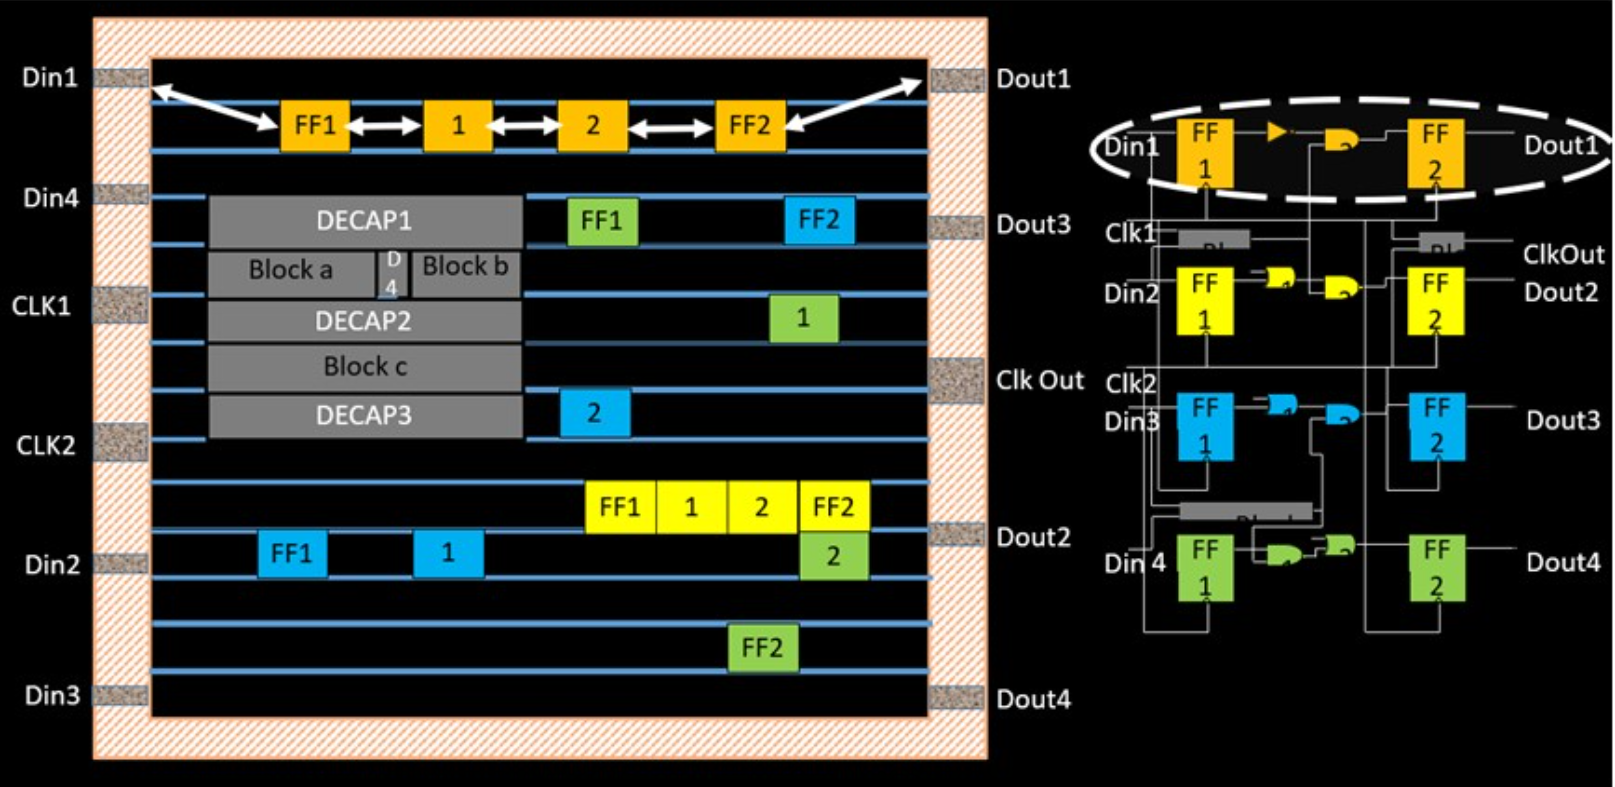 Din1
FF1
1
2
FF2
Dout1
Din4
DECAP1
FF1
FF2
Dout3
Block a
D
4
Block b
CLK1
DECAP2
1
Block c
Clk Out
DECAP3
2
CLK2
FF1
1
2
FF2
Dout2
Din2
FF1
1
2
FF2
Din3
Dout4
Din1
FF
1
FF
2
Dout1
Clk1
ClkOut
Din2
FF
1
FF
2
Dout2
Clk2
Din3
FF
1
FF
2
Dout3
Din 4
FF
1
FF
2
Dout4